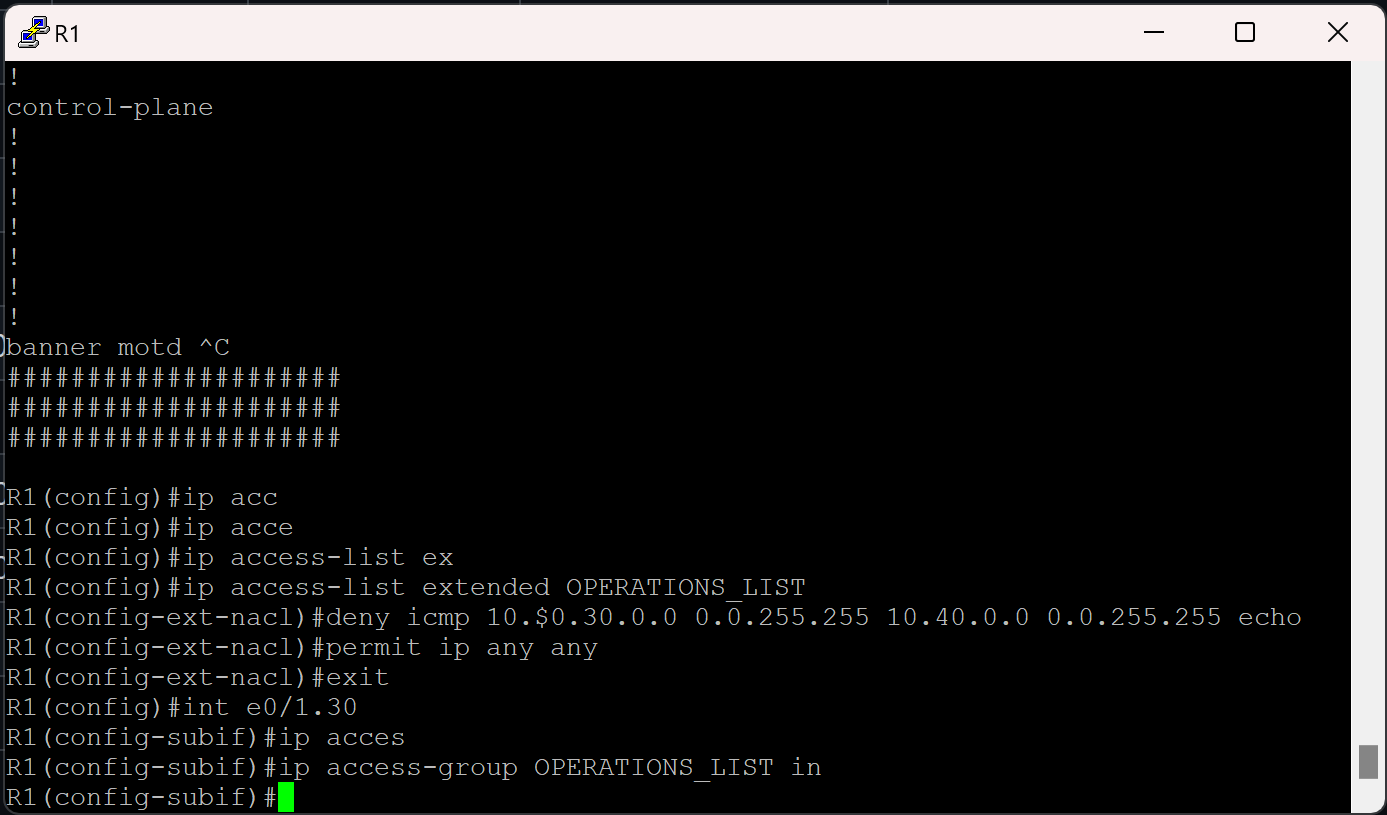 R1
!
control-plane
!
!
!
!
!
!
!
banner motd ^C
#####################
#####################
#####################
R1(config)#ip acc
R1(config)#ip acce
R1(config)#ip access-list ex
R1(config)#ip access-list extended OPERATIONS_LIST
R1(config-ext-nacl)#deny icmp 10.$0.30.0.0 0.0.255.255 10.40.0.0 0.0.255.255 echo
R1(config-ext-nacl)#permit ip any any
R1(config-ext-nacl)#exit
R1(config)#int e0/1.30
R1(config-subif)#ip acces
R1(config-subif)#ip access-group OPERATIONS_LIST in
R1(config-subif)#